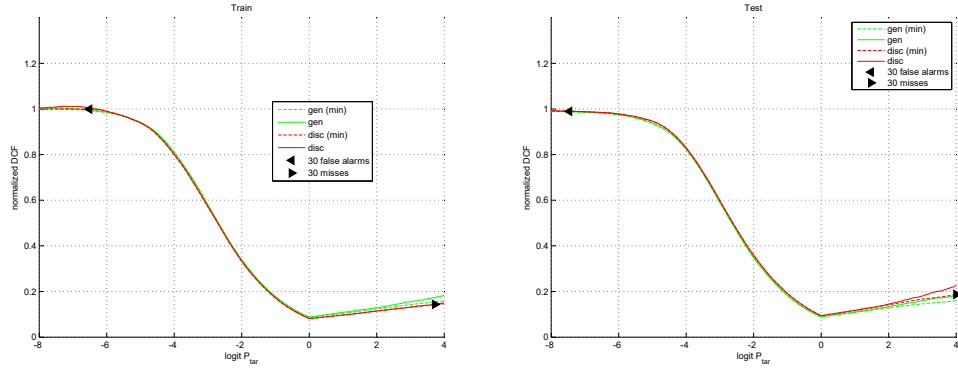 Train
normalized DCF
1.2
1
0.8
0.6
0.4
0.2
0
-8
-6
-4
-2
0
2
4
logit P_tar
gen (min)
gen
disc (min)
disc
30 false alarms
30 misses
Test
normalized DCF
1.2
1
0.8
0.6
0.4
0.2
0
-8
-6
-4
-2
0
2
4
logit P_tar
gen (min)
gen
disc (min)
disc
30 false alarms
30 misses